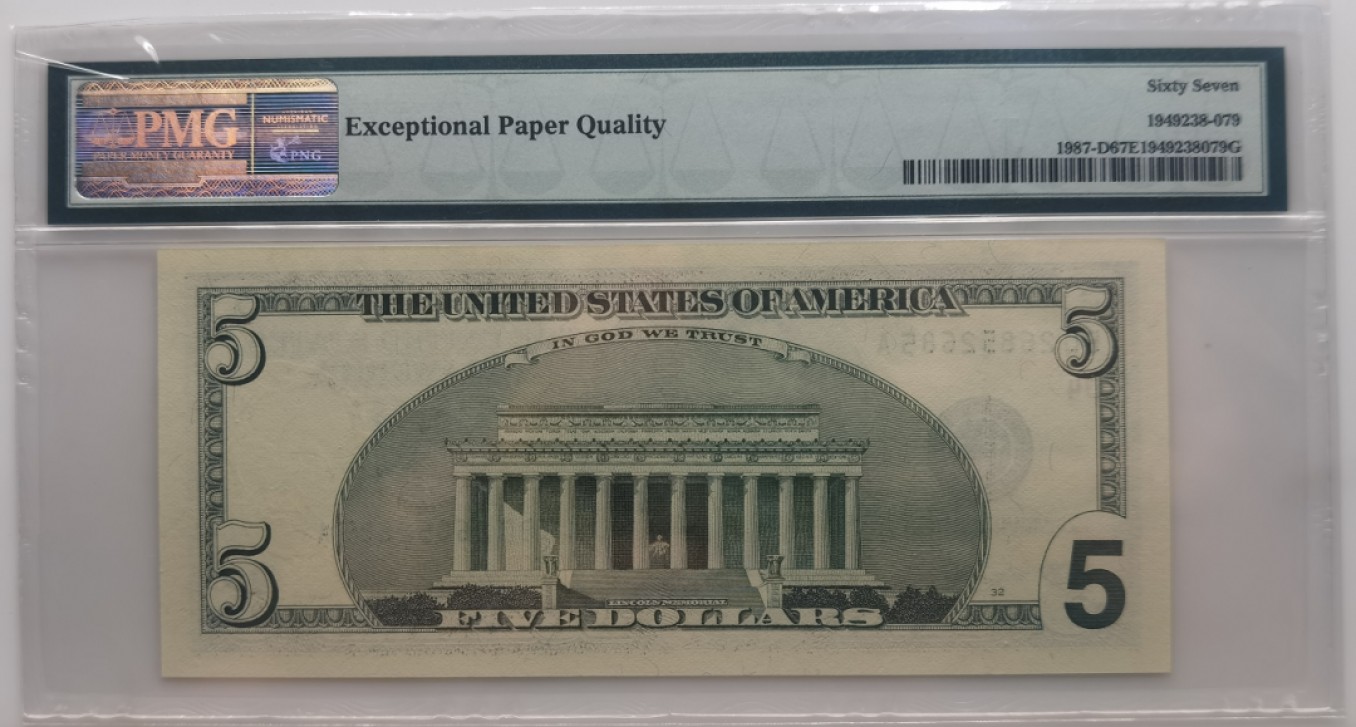 PMG
PAPER MONEY GUARANTY
NUMISMATIC
PNG
Exceptional Paper Quality
Sixty Seven
1949238-079
1987-D67E1949238079G
5 THE UNITED STATES OF AMERICA 5
IN GOD WE TRUST
LINCOLN MEMORIAL
32
5 FIVE DOLLARS 5